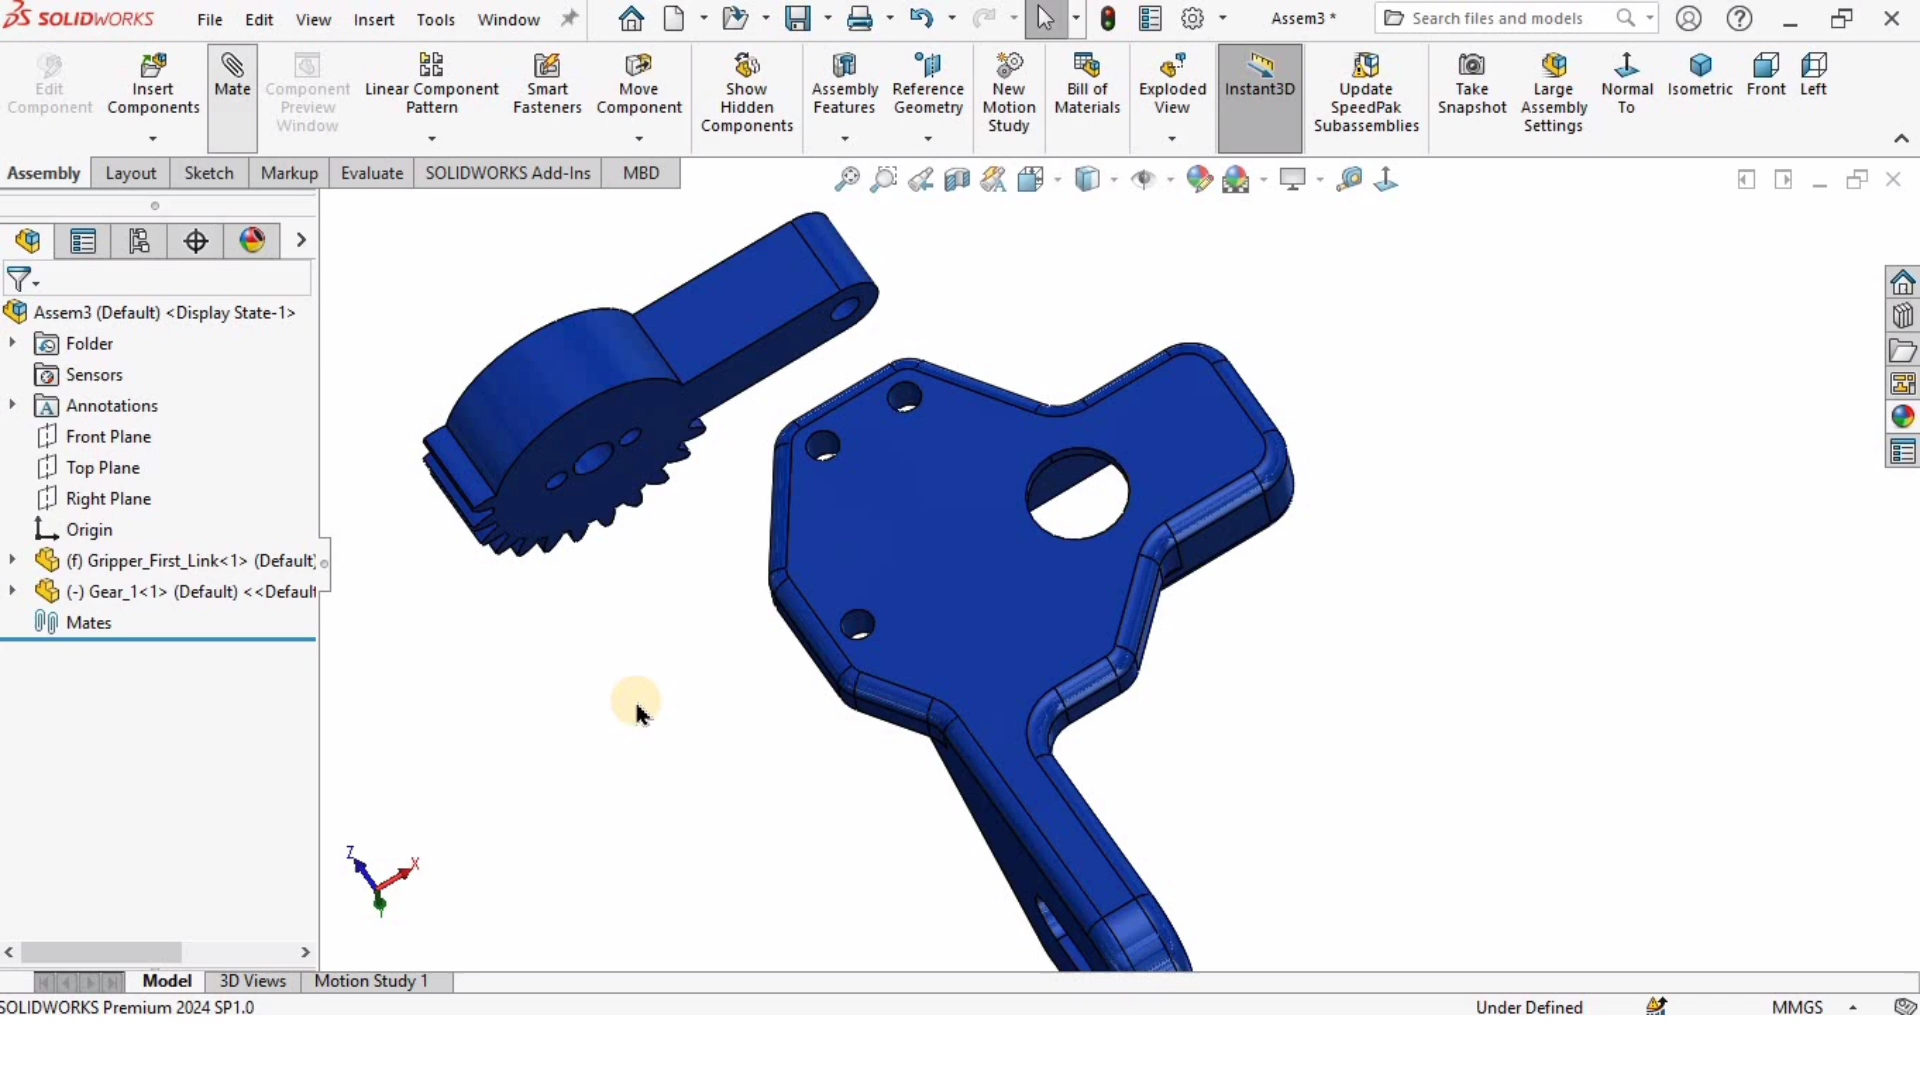 SOLIDWORKS File Edit View Insert Tools Window Assem3 * Search files and models
Edit Component
Insert Components
Mate
Component Preview Window
Linear Component Pattern
Smart Fasteners
Move Component
Show Hidden Components
Assembly Features
Reference Geometry
New Motion Study
Bill of Materials
Exploded View
Instant3D
Update SpeedPak Subassemblies
Take Snapshot
Large Assembly Settings
Normal To
Isometric
Front
Left
Assembly Layout Sketch Markup Evaluate SOLIDWORKS Add-Ins MBD
Assem3 (Default) <Display State-1>
Folder
Sensors
Annotations
Front Plane
Top Plane
Right Plane
Origin
(f) Gripper_First_Link<1> (Default)
(-) Gear_1<1> (Default) <<Default
Mates
Z X
Y
Model 3D Views Motion Study 1
SOLIDWORKS Premium 2024 SP1.0 Under Defined MMGS